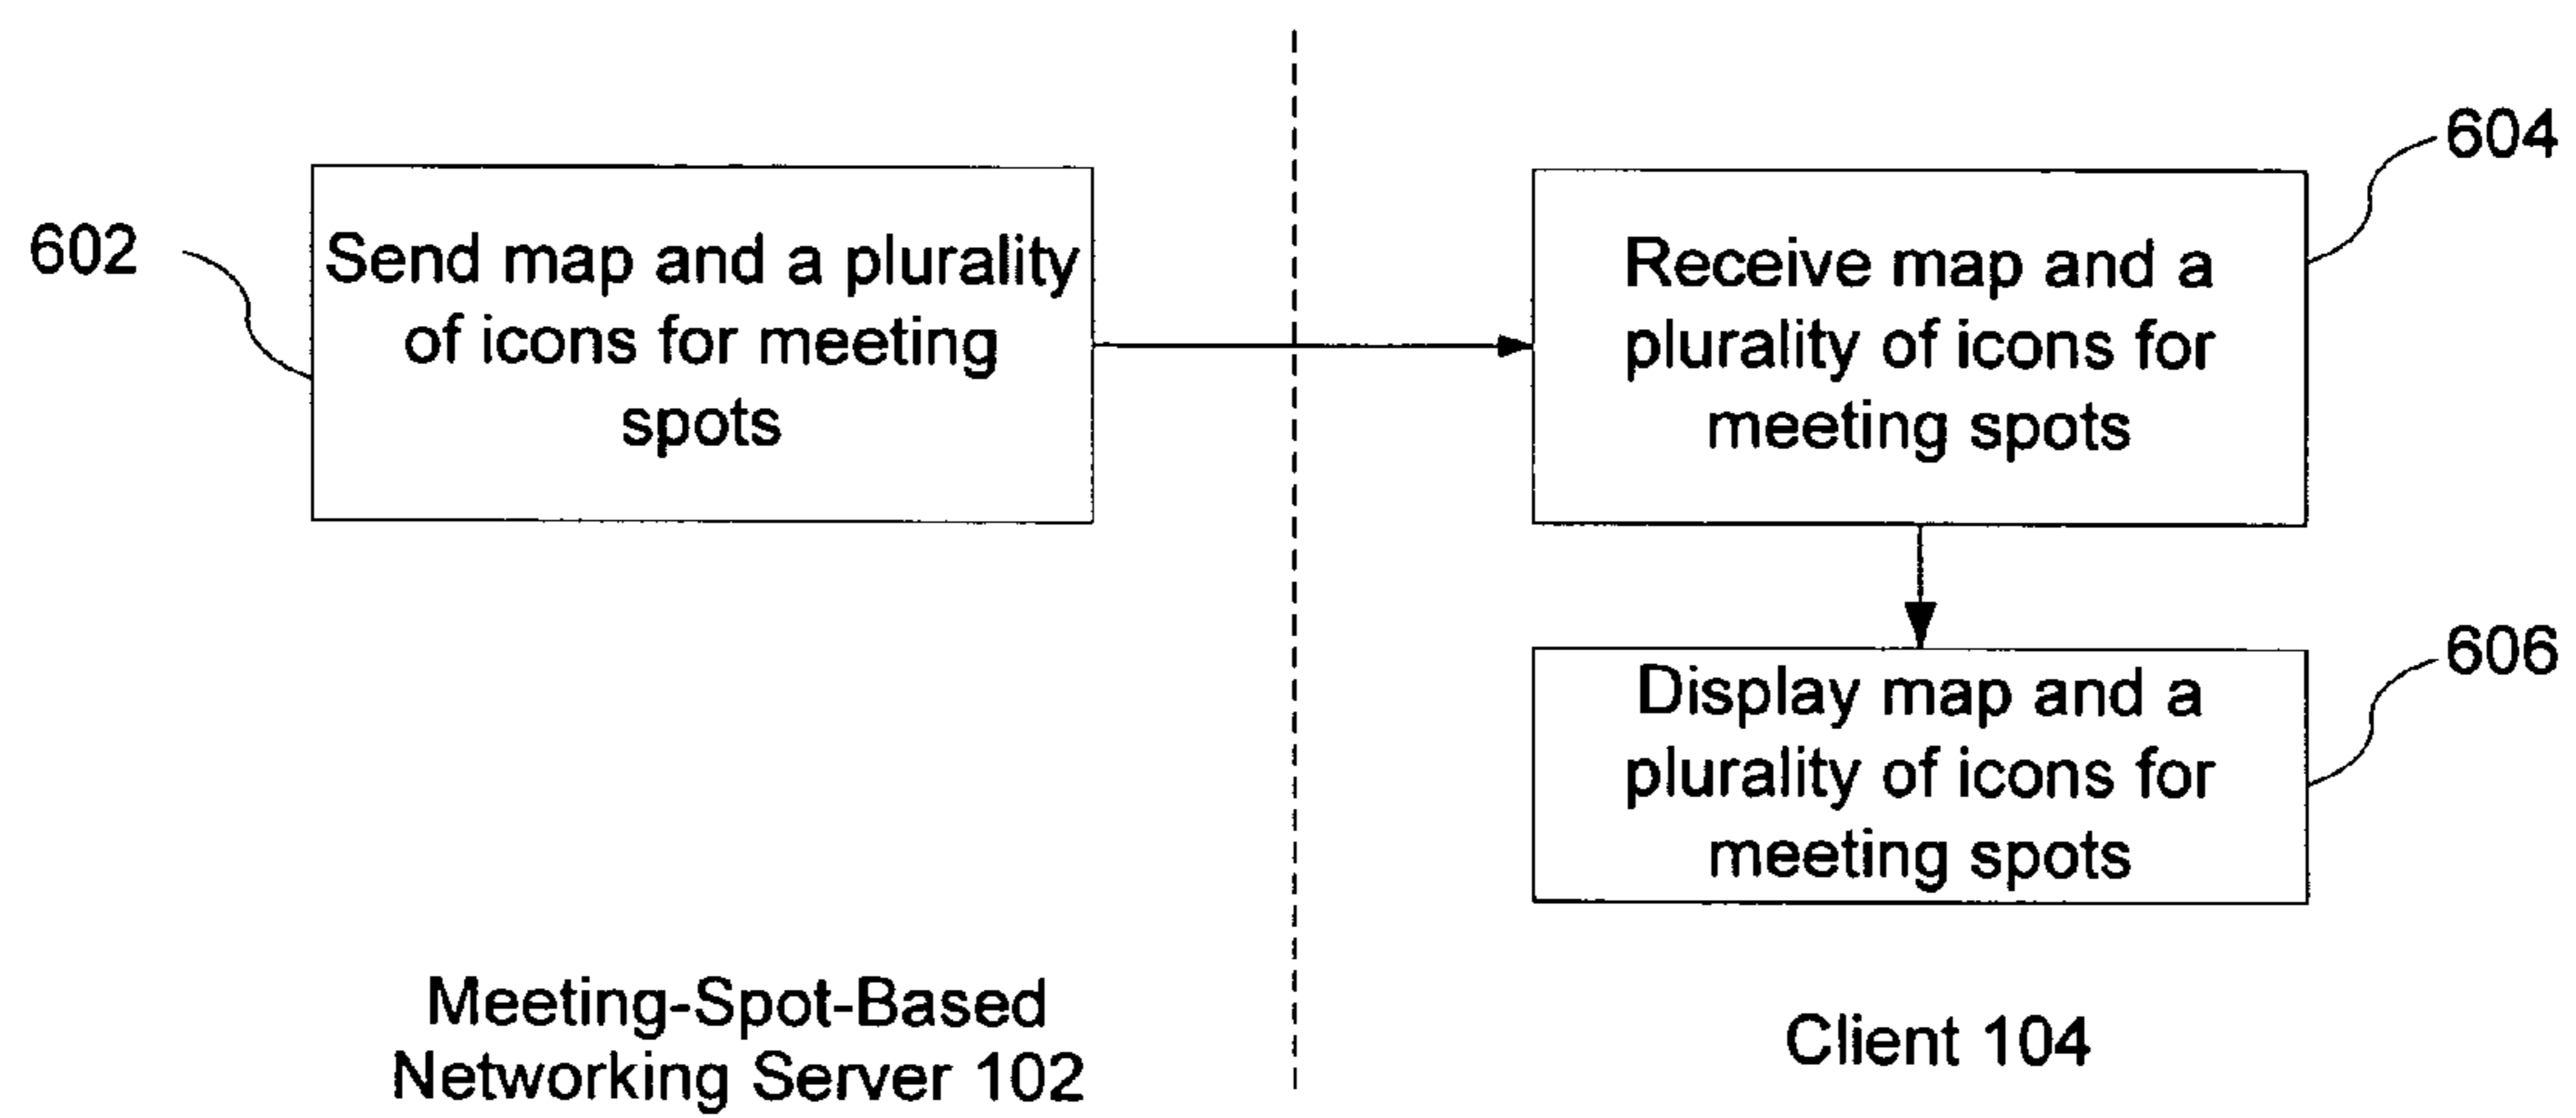 602
Send map and a plurality
of icons for meeting
spots
604
Receive map and a
plurality of icons for
meeting spots
606
Display map and a
plurality of icons for
meeting spots
Meeting-Spot-Based
Networking Server 102
Client 104